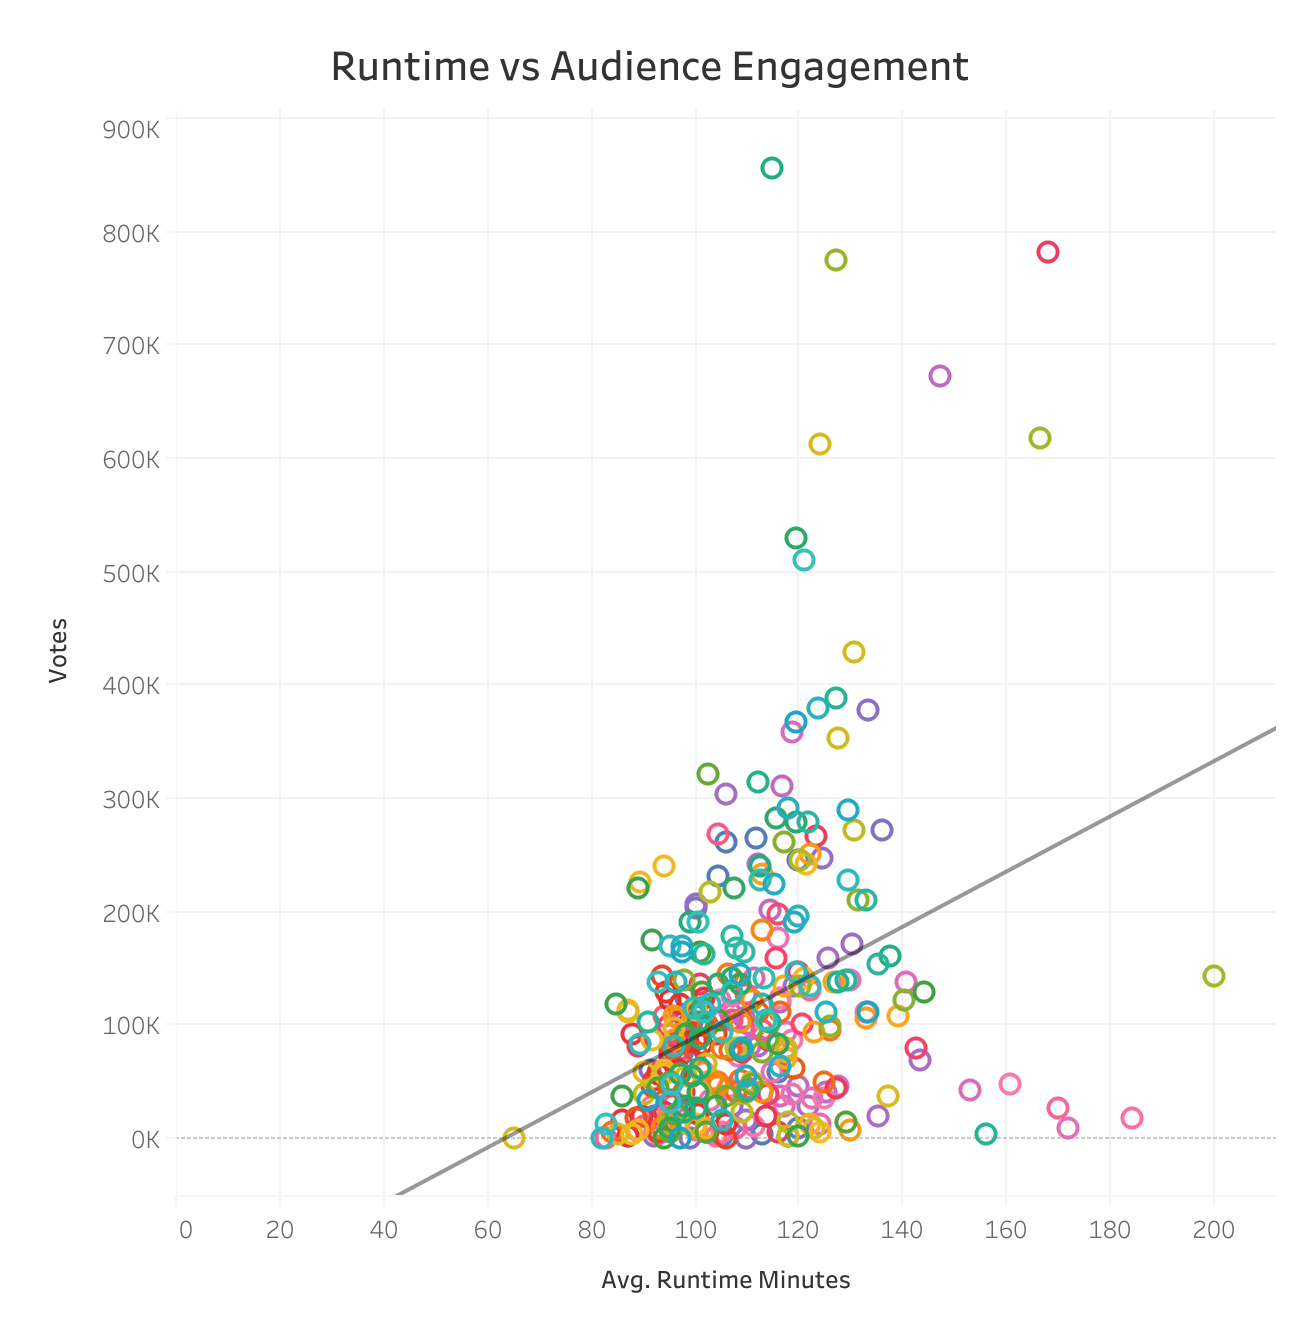 Runtime vs Audience Engagement
900K
800K
700K
600K
500K
400K
300K
200K
100K
0K
Votes
0 20 40 60 80 100 120 140 160 180 200
Avg. Runtime Minutes